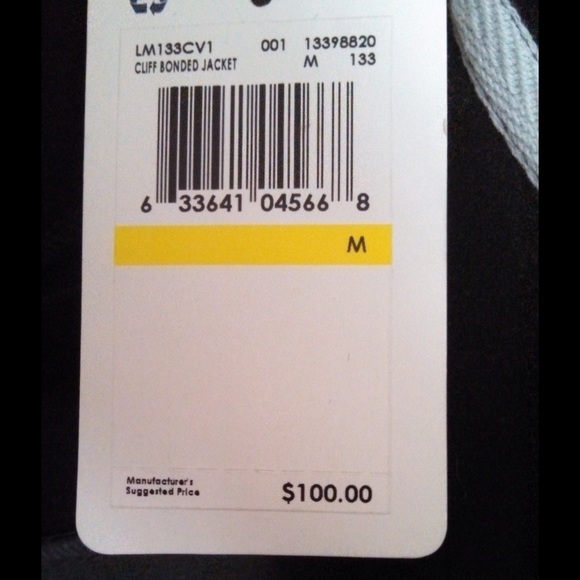 LM133CV1 001 13398820
CLIFF BONDED JACKET M 133
6 33641 04566 8
M
Manufacturer's
Suggested Price $100.00